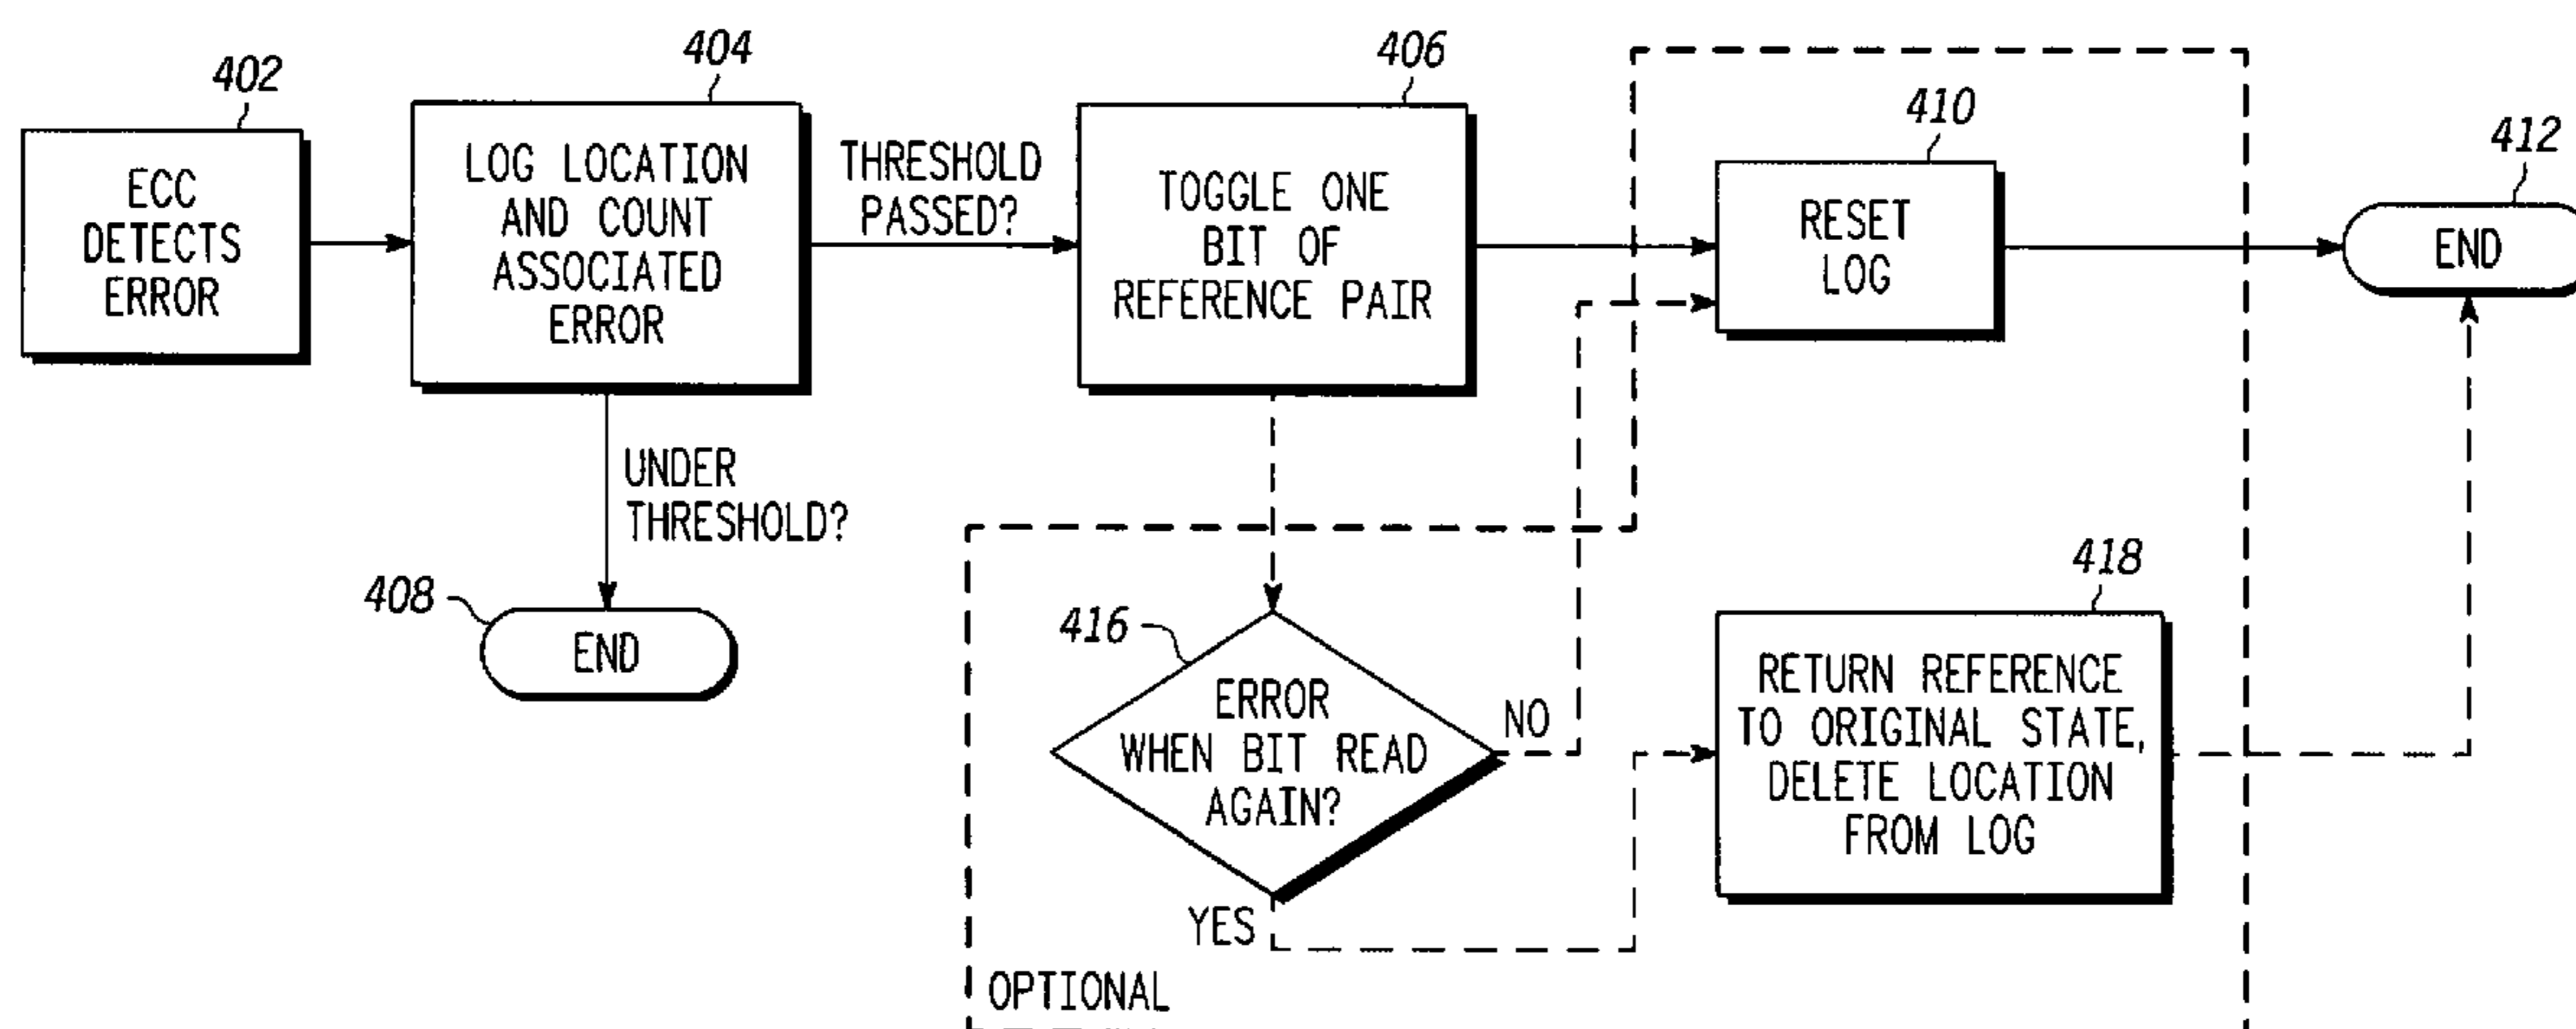 402
ECC
DETECTS
ERROR
404
LOG LOCATION
AND COUNT
ASSOCIATED
ERROR
THRESHOLD
PASSED?
UNDER
THRESHOLD?
408
END
406
TOGGLE ONE
BIT OF
REFERENCE PAIR
410
RESET
LOG
412
END
416
ERROR
WHEN BIT READ
AGAIN?
NO
YES
418
RETURN REFERENCE
TO ORIGINAL STATE,
DELETE LOCATION
FROM LOG
OPTIONAL